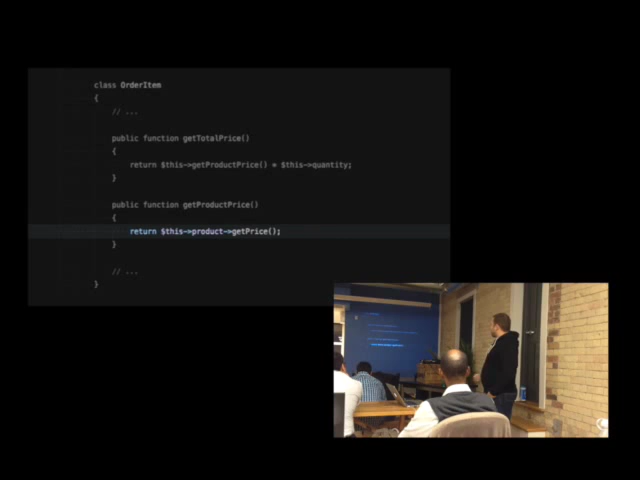 class OrderItem
{
// ...
public function getTotalPrice()
{
return $this->getProductPrice() * $this->quantity;
}
public function getProductPrice()
{
return $this->product->getPrice();
}
// ...
}